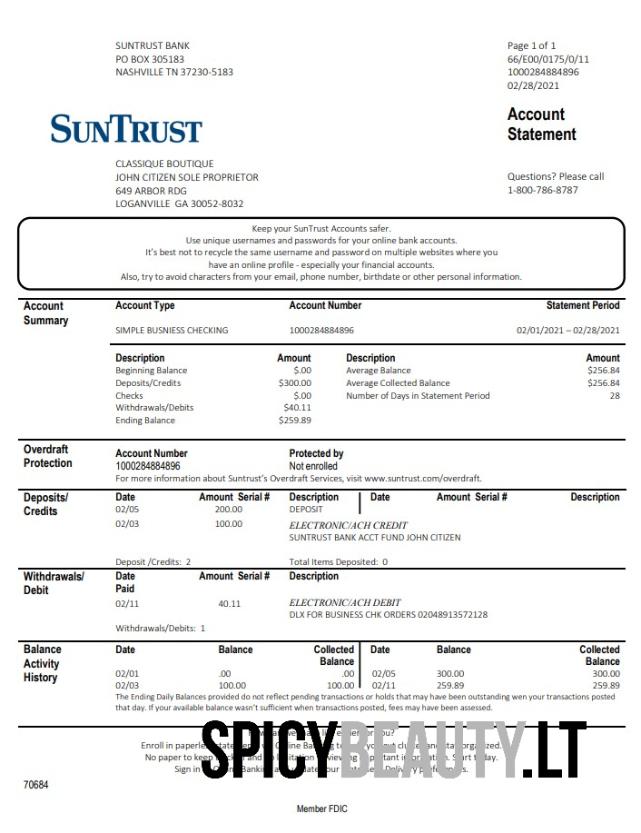 SUNTRUST BANK
PO BOX 305183
NASHVILLE TN 37230-5183
Page 1 of 1
66/E00/0175/0/11
1000284884896
02/28/2021
SUNTRUST
Account
Statement
CLASSIQUE BOUTIQUE
JOHN CITIZEN SOLE PROPRIETOR
649 ARBOR RDG
LOGANVILLE GA 30052-8032
Questions? Please call
1-800-786-8787
Keep your SunTrust Accounts safer.
Use unique usernames and passwords for your online bank accounts.
It's best not to recycle the same username and password on multiple websites where you
have an online profile - especially your financial accounts.
Also, try to avoid characters from your email, phone number, birthdate or other personal information.
Account
Summary
Account Type Account Number Statement Period
SIMPLE BUSNIESS CHECKING 1000284884896 02/01/2021 – 02/28/2021
Description Amount Description Amount
Beginning Balance $.00 Average Balance $256.84
Deposits/Credits $300.00 Average Collected Balance $256.84
Checks $.00 Number of Days in Statement Period 28
Withdrawals/Debits $40.11
Ending Balance $259.89
Overdraft
Protection
Account Number Protected by
1000284884896 Not enrolled
For more information about Suntrust's Overdraft Services, visit www.suntrust.com/overdraft.
Deposits/
Credits
Date Amount Serial # Description Date Amount Serial # Description
02/05 200.00 DEPOSIT
02/03 100.00 ELECTRONIC/ACH CREDIT
SUNTRUST BANK ACCT FUND JOHN CITIZEN
Deposit /Credits: 2 Total Items Deposited: 0
Withdrawals/
Debit
Date
Paid
Amount Serial # Description
02/11 40.11 ELECTRONIC/ACH DEBIT
DLX FOR BUSINESS CHK ORDERS 02048913572128
Withdrawals/Debits: 1
Balance
Activity
History
Date Balance Collected
Balance
Date Balance Collected
Balance
02/01 .00 .00 02/05 300.00 300.00
02/03 100.00 100.00 02/11 259.89 259.89
The Ending Daily Balances provided do not reflect pending transactions or holds that may have been outstanding wen your transactions posted
that day. If your available balance wasn't sufficient when transactions posted, fees may have been assessed.
you?
Enroll in
No paper to keep
Sign in
SPICYBEAUTY.LT
70684
Member FDIC